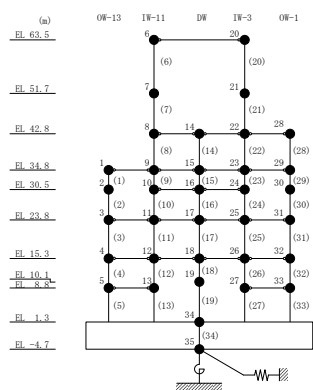 (m) OW-13 IW-11 DW IW-3 OW-1
EL 63.5 6 20
(6) (20)
EL 51.7 7 21
(7) (21)
EL 42.8 8 14 22 28
(8) (14) (22) (28)
EL 34.8 1 9 15 23 29
(1) (9) (15) (23) (29)
EL 30.5 2 10 16 24 30
(2) (10) (16) (24) (30)
EL 23.8 3 11 17 25 31
(3) (11) (17) (25) (31)
EL 15.3 4 12 18 26 32
(4) (12) (18) (26) (32)
EL 10.1 19
EL 8.8 5 13 27 33
(5) (13) (19) (27) (33)
EL 1.3 34
(34)
EL -4.7 35